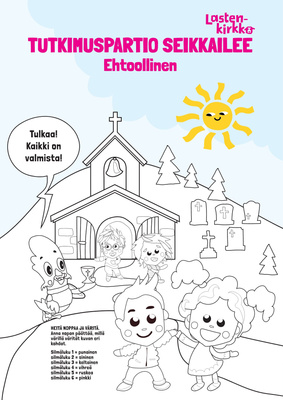 Lasten-
kirkko
TUTKIMUSPARTIO SEIKKAILEE
Ehtoollinen
Tulkaa!
Kaikki on
valmista!
HEITÄ NOPPAA JA VÄRITÄ.
Anna nopan päättää, millä
värillä värität kuvan eri
kohdat.
Silmäluku 1 = punainen
silmäluku 2 = sininen
silmäluku 3 = keltainen
silmäluku 4 = vihreä
silmäluku 5 = ruskea
silmäluku 6 = pinkki